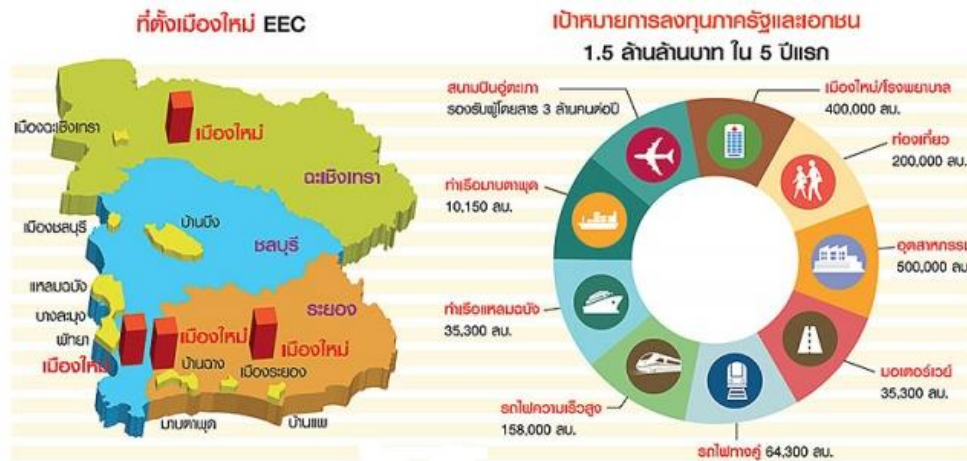 ที่ตั้งเมืองใหม่ EEC
เมืองฉะเชิงเทรา
เมืองใหม่
ฉะเชิงเทรา
เมืองชลบุรี
บ้านบึง
ชลบุรี
แหลมฉบัง
บางละมุง
พัทยา
ระยอง
เมืองใหม่
เมืองใหม่
เมืองใหม่
บ้านฉาง
เมืองระยอง
มาบตาพุด
บ้านเพ
เป้าหมายการลงทุนภาครัฐและเอกชน
1.5 ล้านล้านบาท ใน 5 ปีแรก
สนามบินอู่ตะเภา
รองรับผู้โดยสาร 3 ล้านคนต่อปี
เมืองใหม่/โรงพยาบาล
400,000 ลบ.
ท่องเที่ยว
200,000 ลบ.
ท่าเรือมาบตาพุด
10,150 ลบ.
อุตสาหกรรม
500,000 ลบ.
ท่าเรือแหลมฉบัง
35,300 ลบ.
มอเตอร์เวย์
35,300 ลบ.
รถไฟความเร็วสูง
158,000 ลบ.
รถไฟทางคู่ 64,300 ลบ.